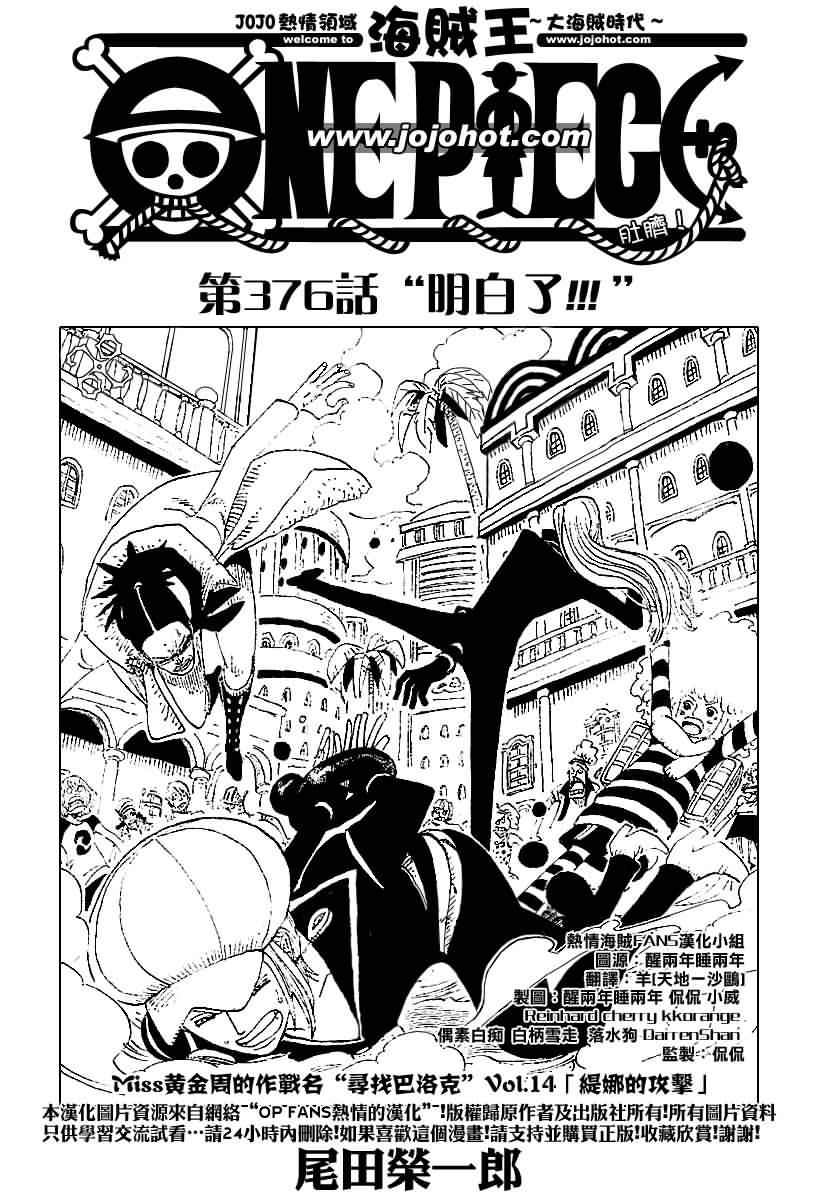 JOJO熱情領域 海賊王 ~大海賊時代~
welcome to www.jojohot.com
ONE PIECE
www.jojohot.com
肚臍!
第376話“明白了!!!”
熱情海賊FANS漢化小組
圖源:醒兩年睡兩年
翻譯:羊[天地一沙鷗]
製圖:醒兩年睡兩年 侃侃 小威
Reinhard cherry kkorange
偶素白痴 白柄雪走 落水狗 DarrenShan
監製:侃侃
Miss黄金周的作戰名“尋找巴洛克”Vol.14「緹娜的攻擊」
本漢化圖片資源來自網絡-“OP-FANS熱情的漢化”-!版權歸原作者及出版社所有!所有圖片資料
只供學習交流試看…請24小時內刪除!如果喜歡這個漫畫!請支持並購買正版!收藏欣賞!謝謝!
尾田榮一郎